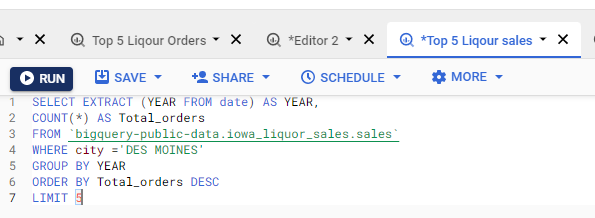 Top 5 Liqour Orders
*Editor 2
*Top 5 Liqour sales
RUN SAVE SHARE SCHEDULE MORE
1 SELECT EXTRACT (YEAR FROM date) AS YEAR,
2 COUNT(*) AS Total_orders
3 FROM `bigquery-public-data.iowa_liquor_sales.sales`
4 WHERE city ='DES MOINES'
5 GROUP BY YEAR
6 ORDER BY Total_orders DESC
7 LIMIT 5